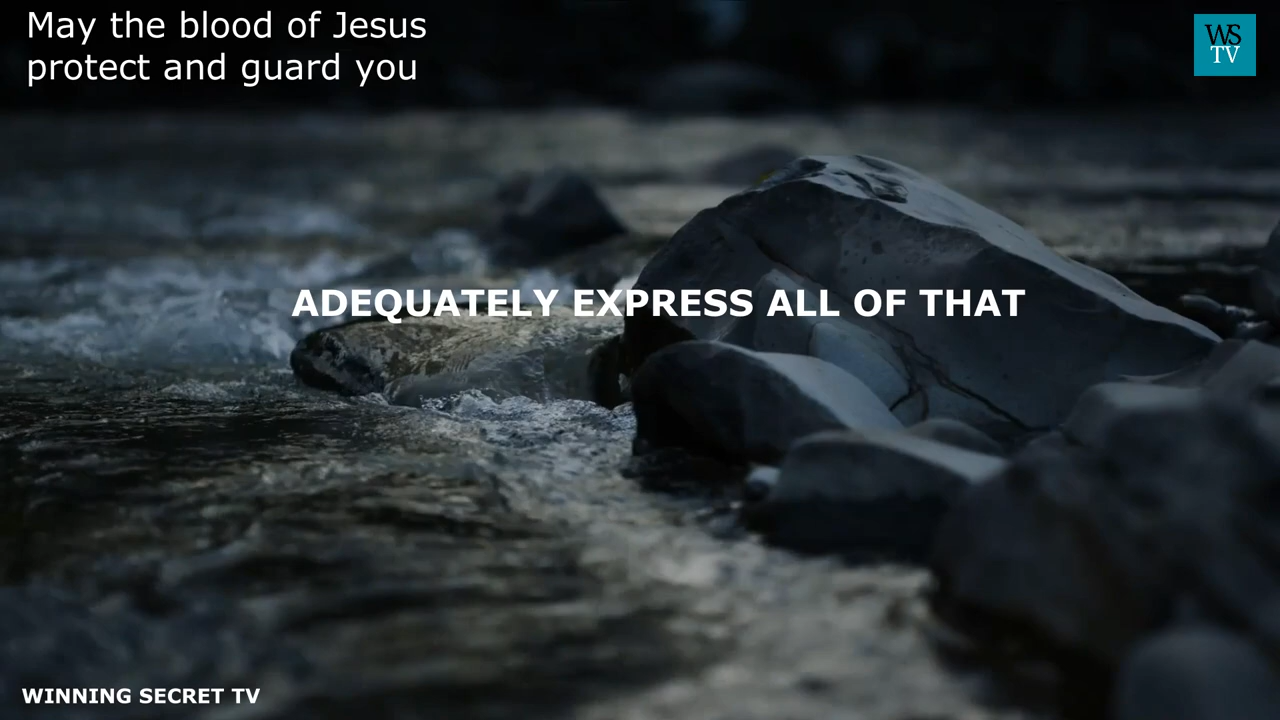 May the blood of Jesus
protect and guard you
WS
TV
ADEQUATELY EXPRESS ALL OF THAT
WINNING SECRET TV